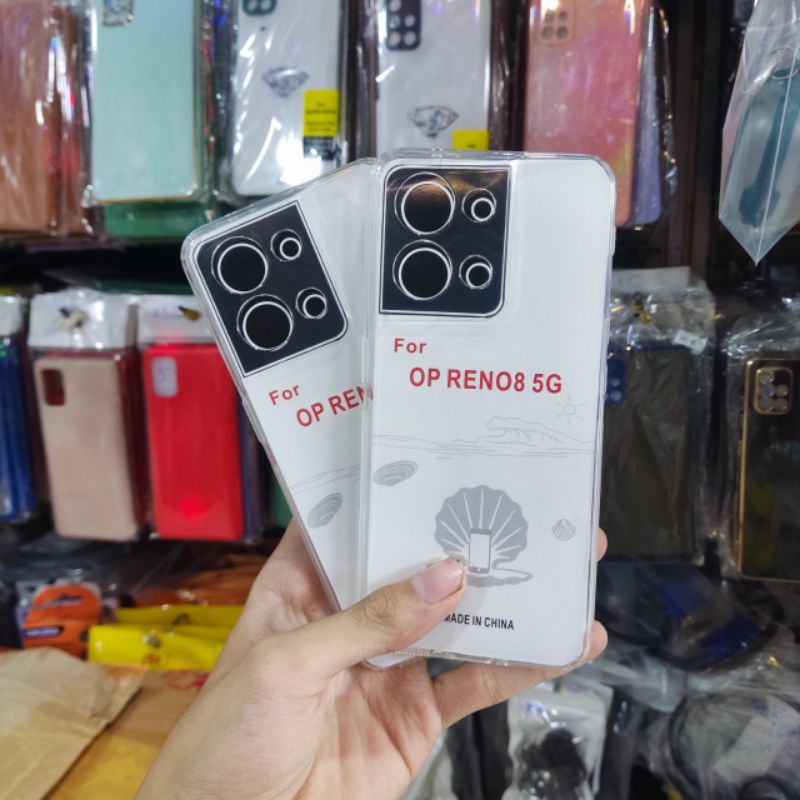 For
OP RENO8 5G
MADE IN CHINA
For
OP REN